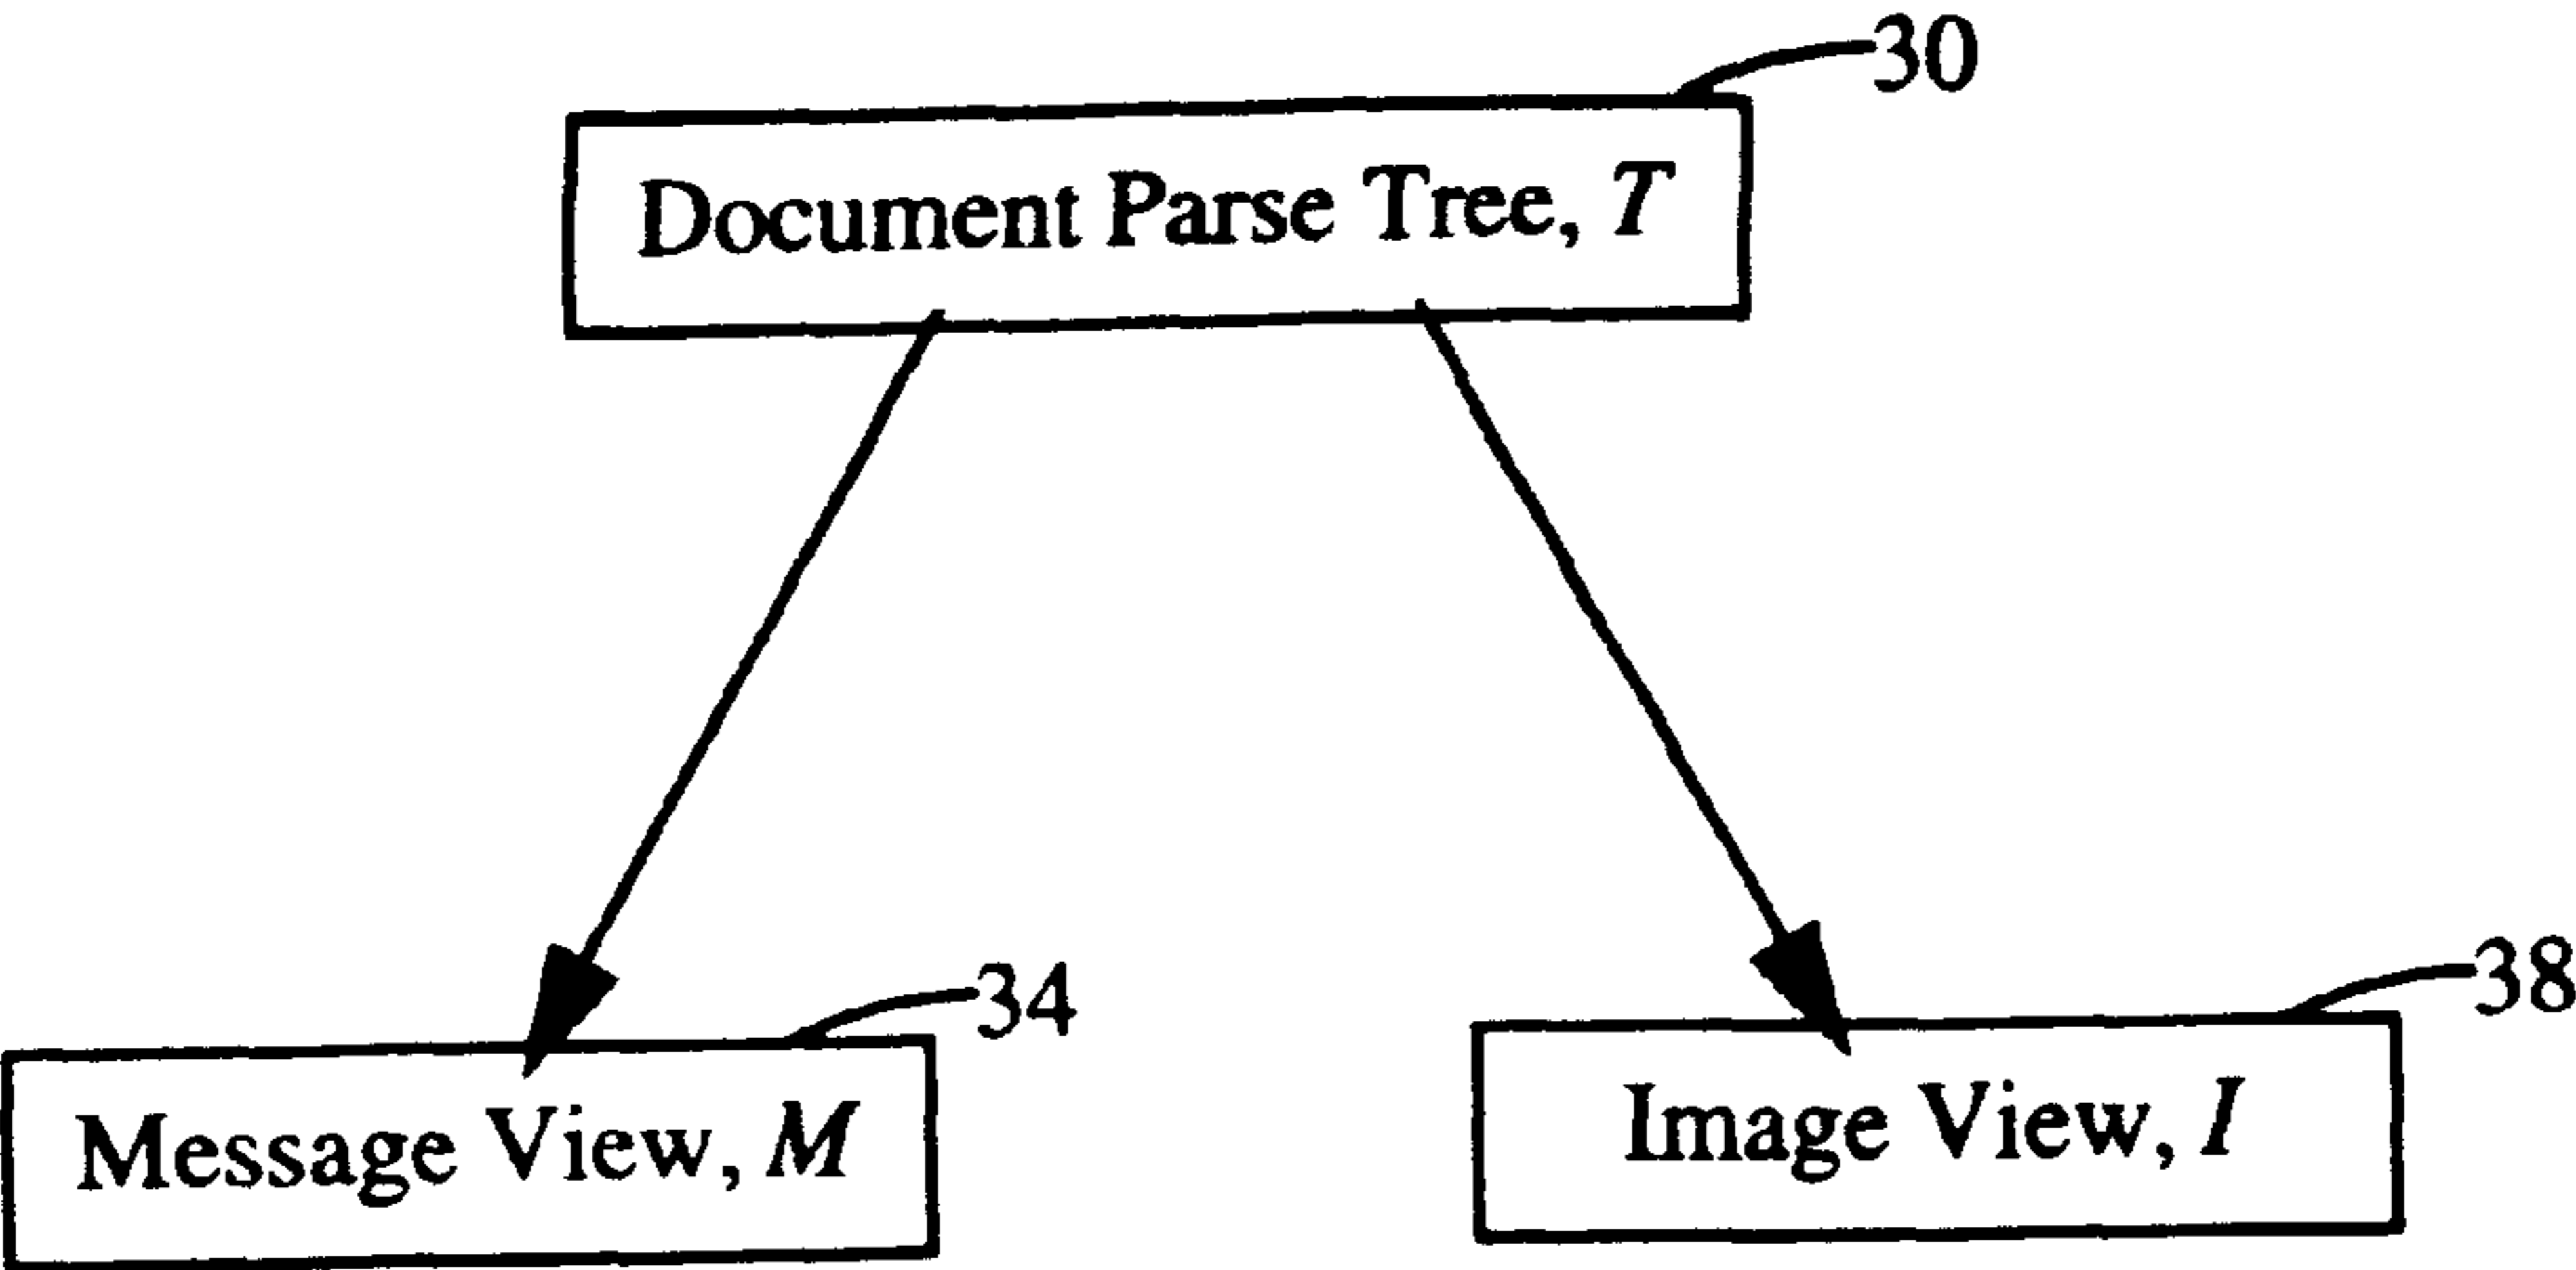 30
Document Parse Tree, T
34
38
Message View, M
Image View, I